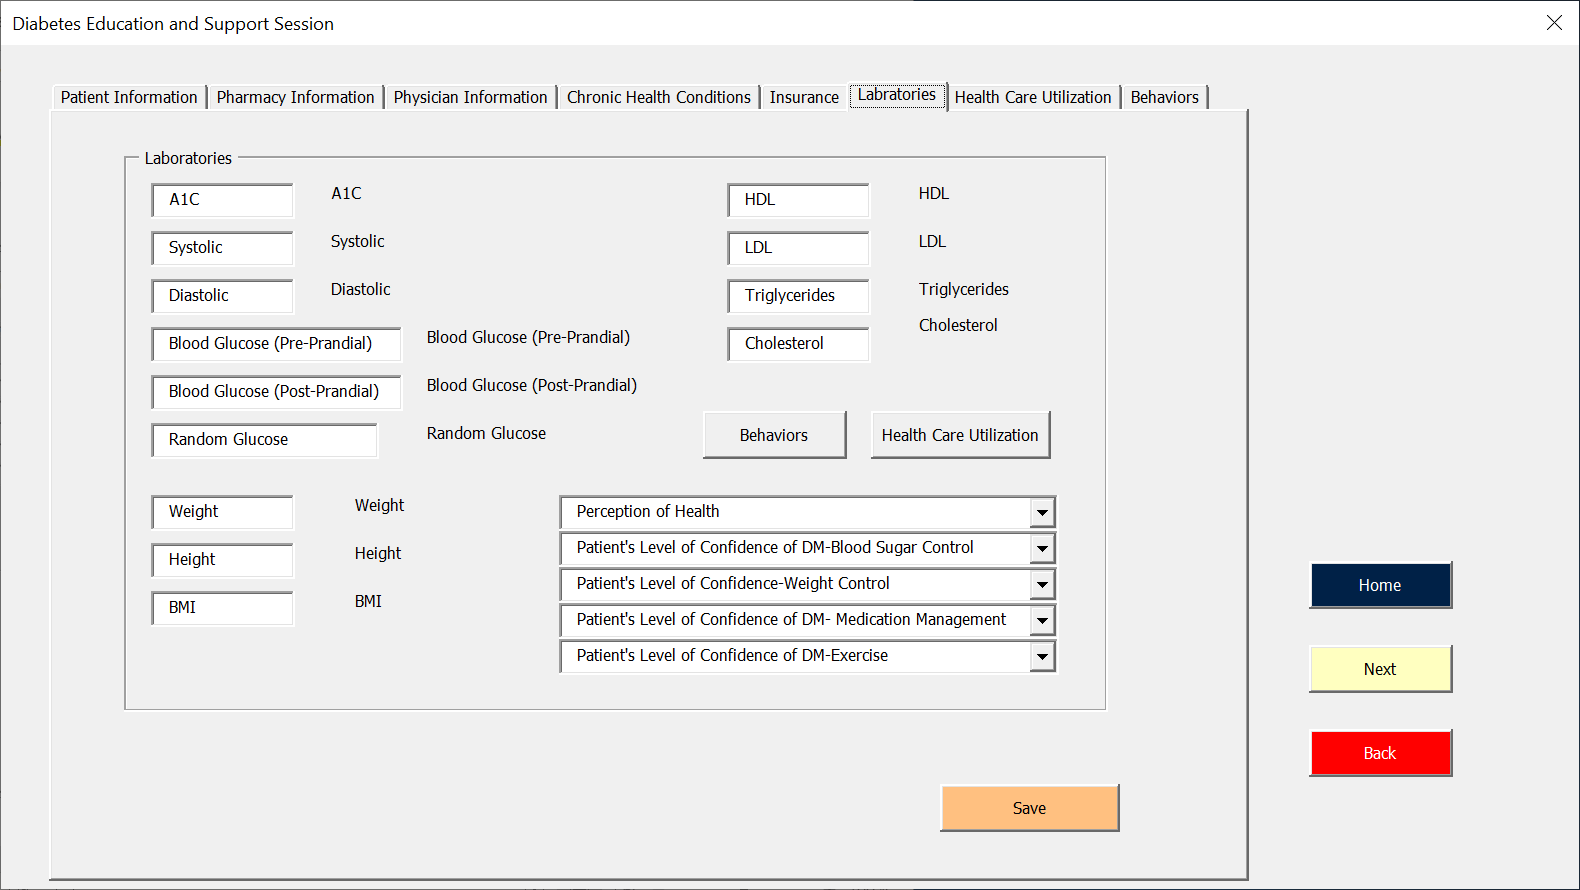 Diabetes Education and Support Session
Patient Information Pharmacy Information Physician Information Chronic Health Conditions Insurance Labratories Health Care Utilization Behaviors
Laboratories
A1C A1C HDL HDL
Systolic Systolic LDL LDL
Diastolic Diastolic Triglycerides Triglycerides
Blood Glucose (Pre-Prandial) Blood Glucose (Pre-Prandial) Cholesterol Cholesterol
Blood Glucose (Post-Prandial) Blood Glucose (Post-Prandial)
Random Glucose Random Glucose Behaviors Health Care Utilization
Weight Weight Perception of Health
Patient's Level of Confidence of DM-Blood Sugar Control
Height Height Patient's Level of Confidence-Weight Control
BMI BMI Patient's Level of Confidence of DM- Medication Management
Patient's Level of Confidence of DM-Exercise
Home
Next
Back
Save